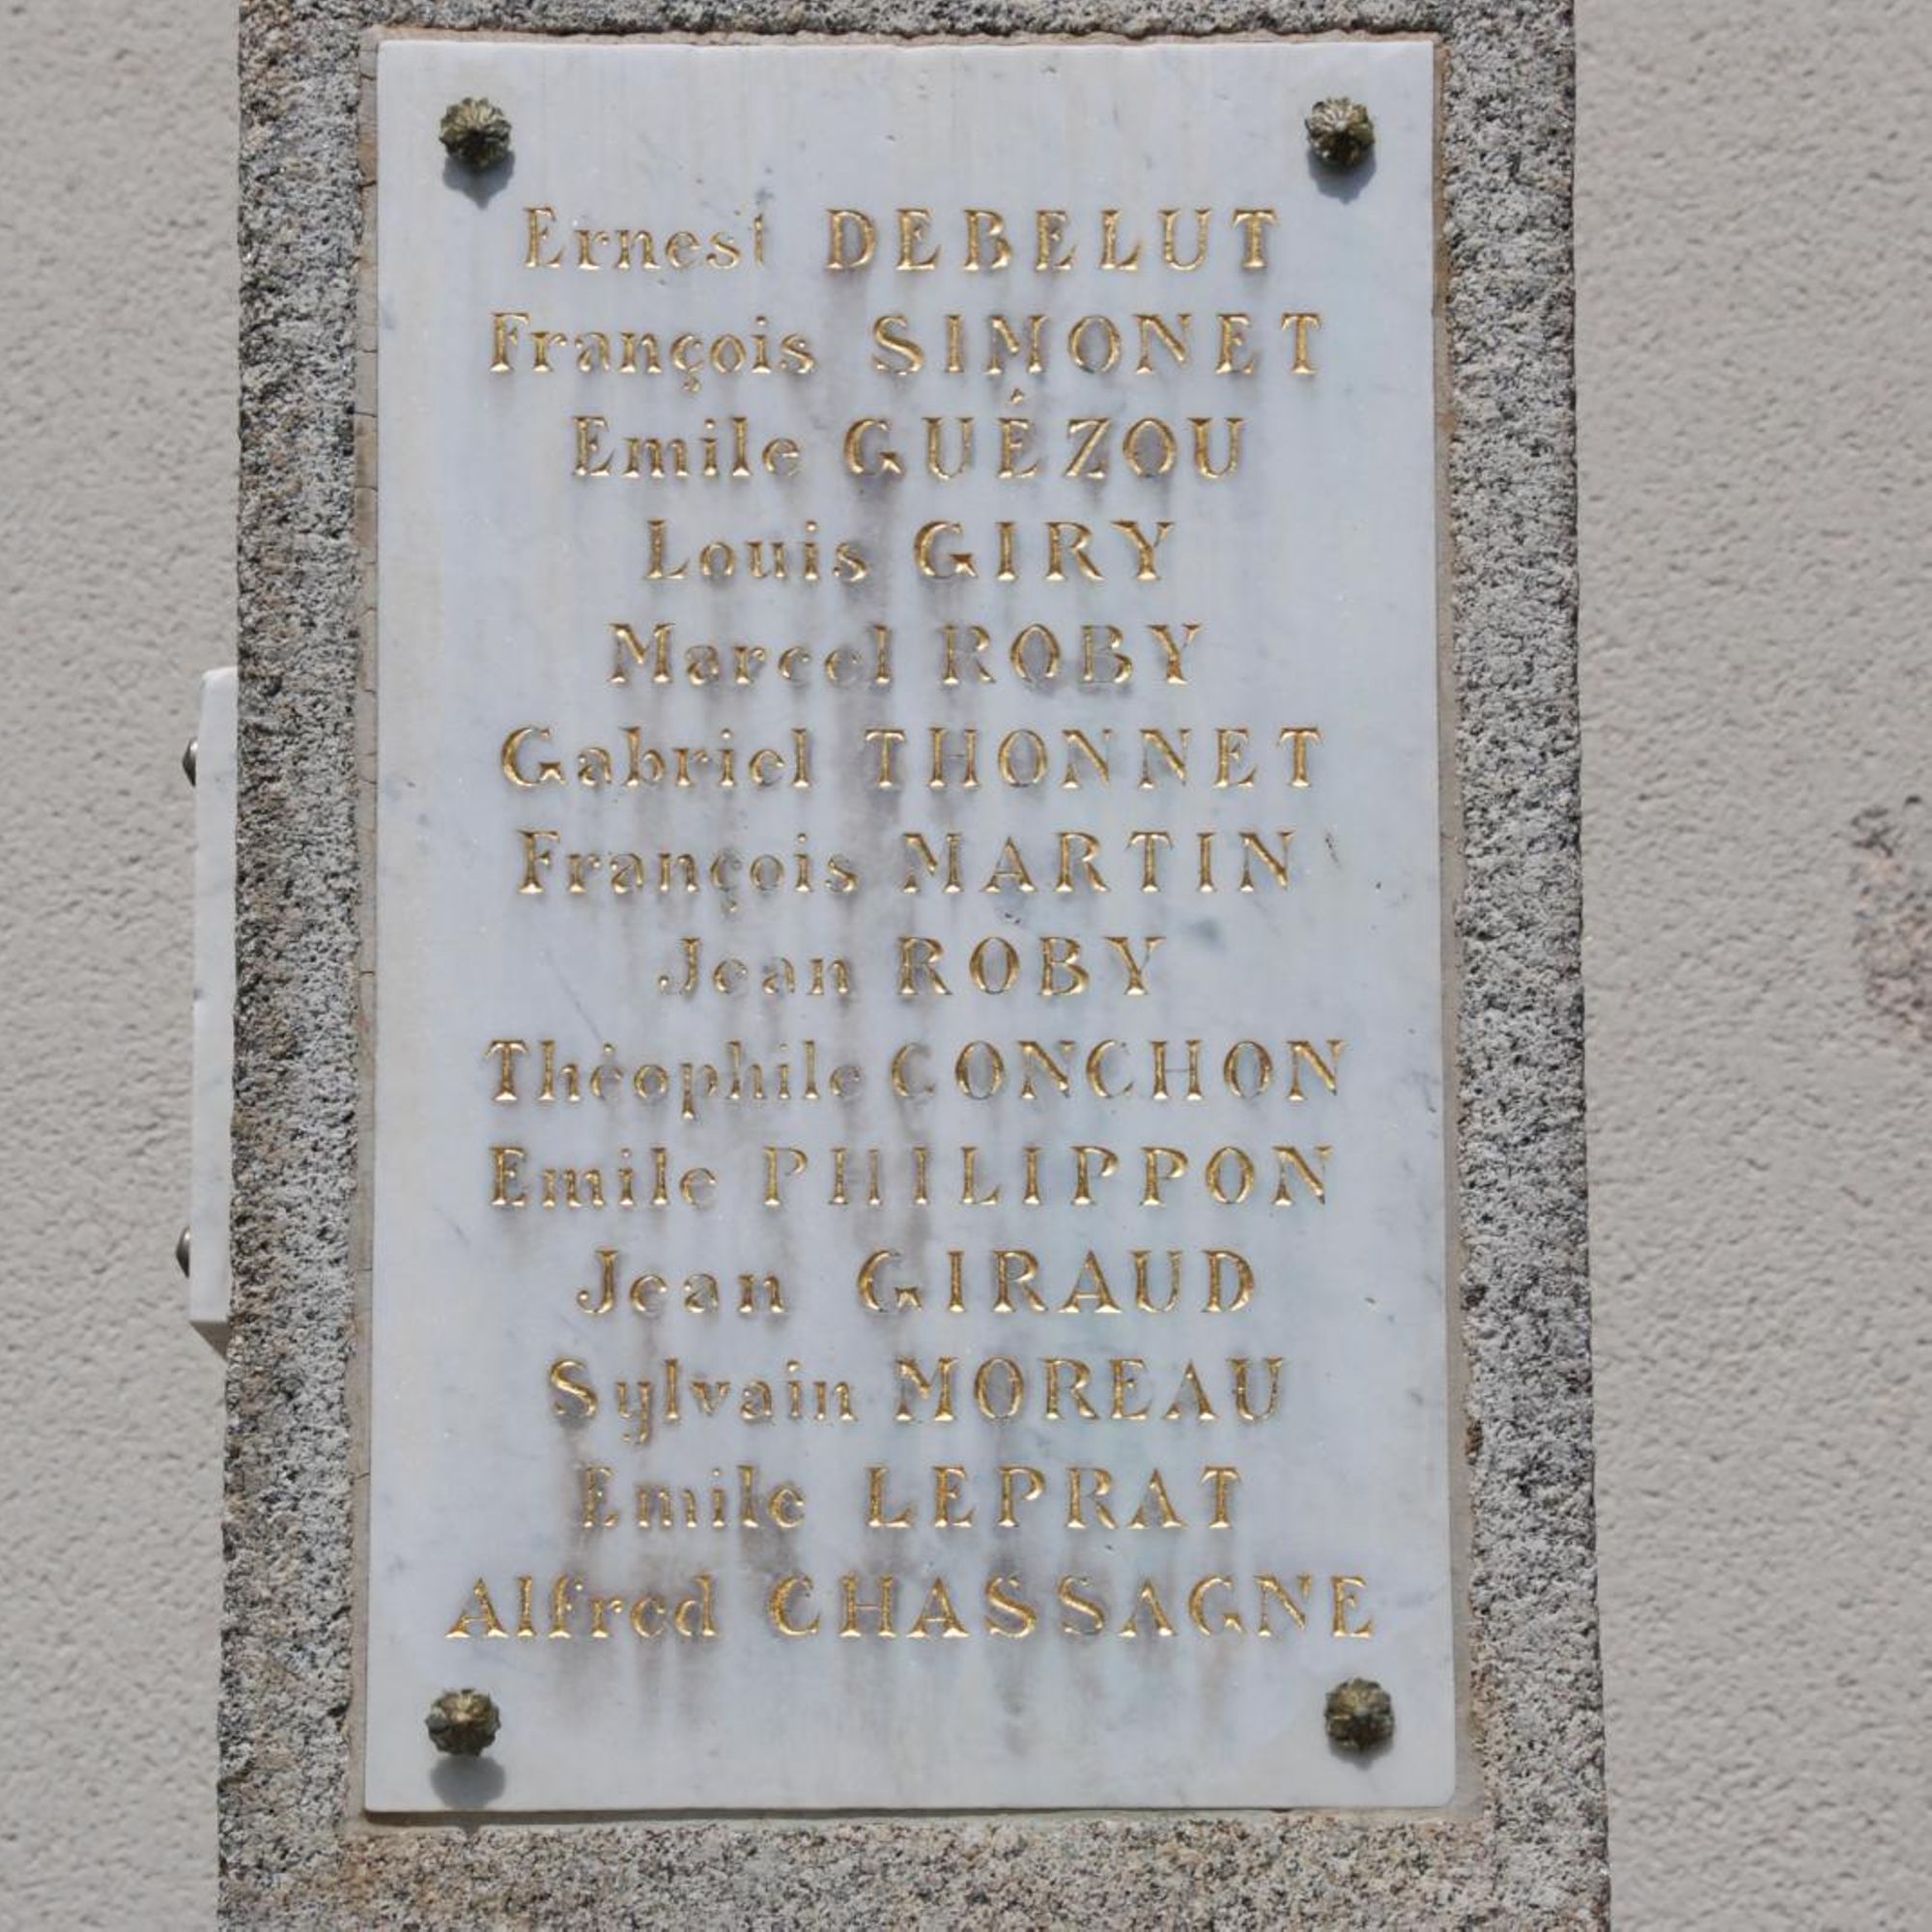 Ernest DEBELUT
François SIMONET
Emile GUÉZOU
Louis GIRY
Marcel ROBY
Gabriel THONNET
François MARTIN
Jean ROBY
Théophile CONCHON
Emile PHILIPPON
Jean GIRAUD
Sylvain MOREAU
Emile LEPRAT
Alfred CHASSAGNE